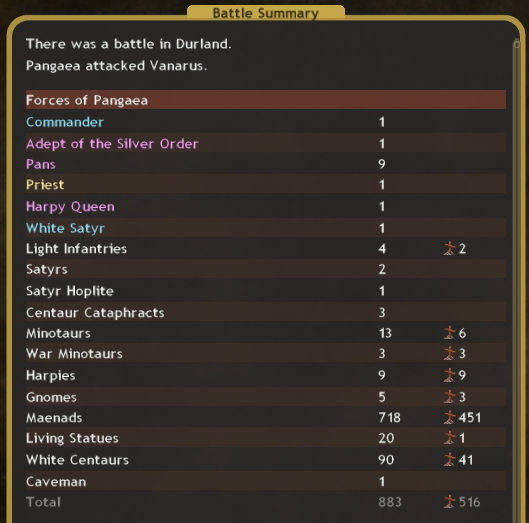 Battle Summary
There was a battle in Durland.
Pangaea attacked Vanarus.
Forces of Pangaea
Commander 1
Adept of the Silver Order 1
Pans 9
Priest 1
Harpy Queen 1
White Satyr 1
Light Infantries 4 2
Satyrs 2
Satyr Hoplite 1
Centaur Cataphracts 3
Minotaurs 13 6
War Minotaurs 3 3
Harpies 9 9
Gnomes 5 3
Maenads 718 451
Living Statues 20 1
White Centaurs 90 41
Caveman 1
Total 883 516